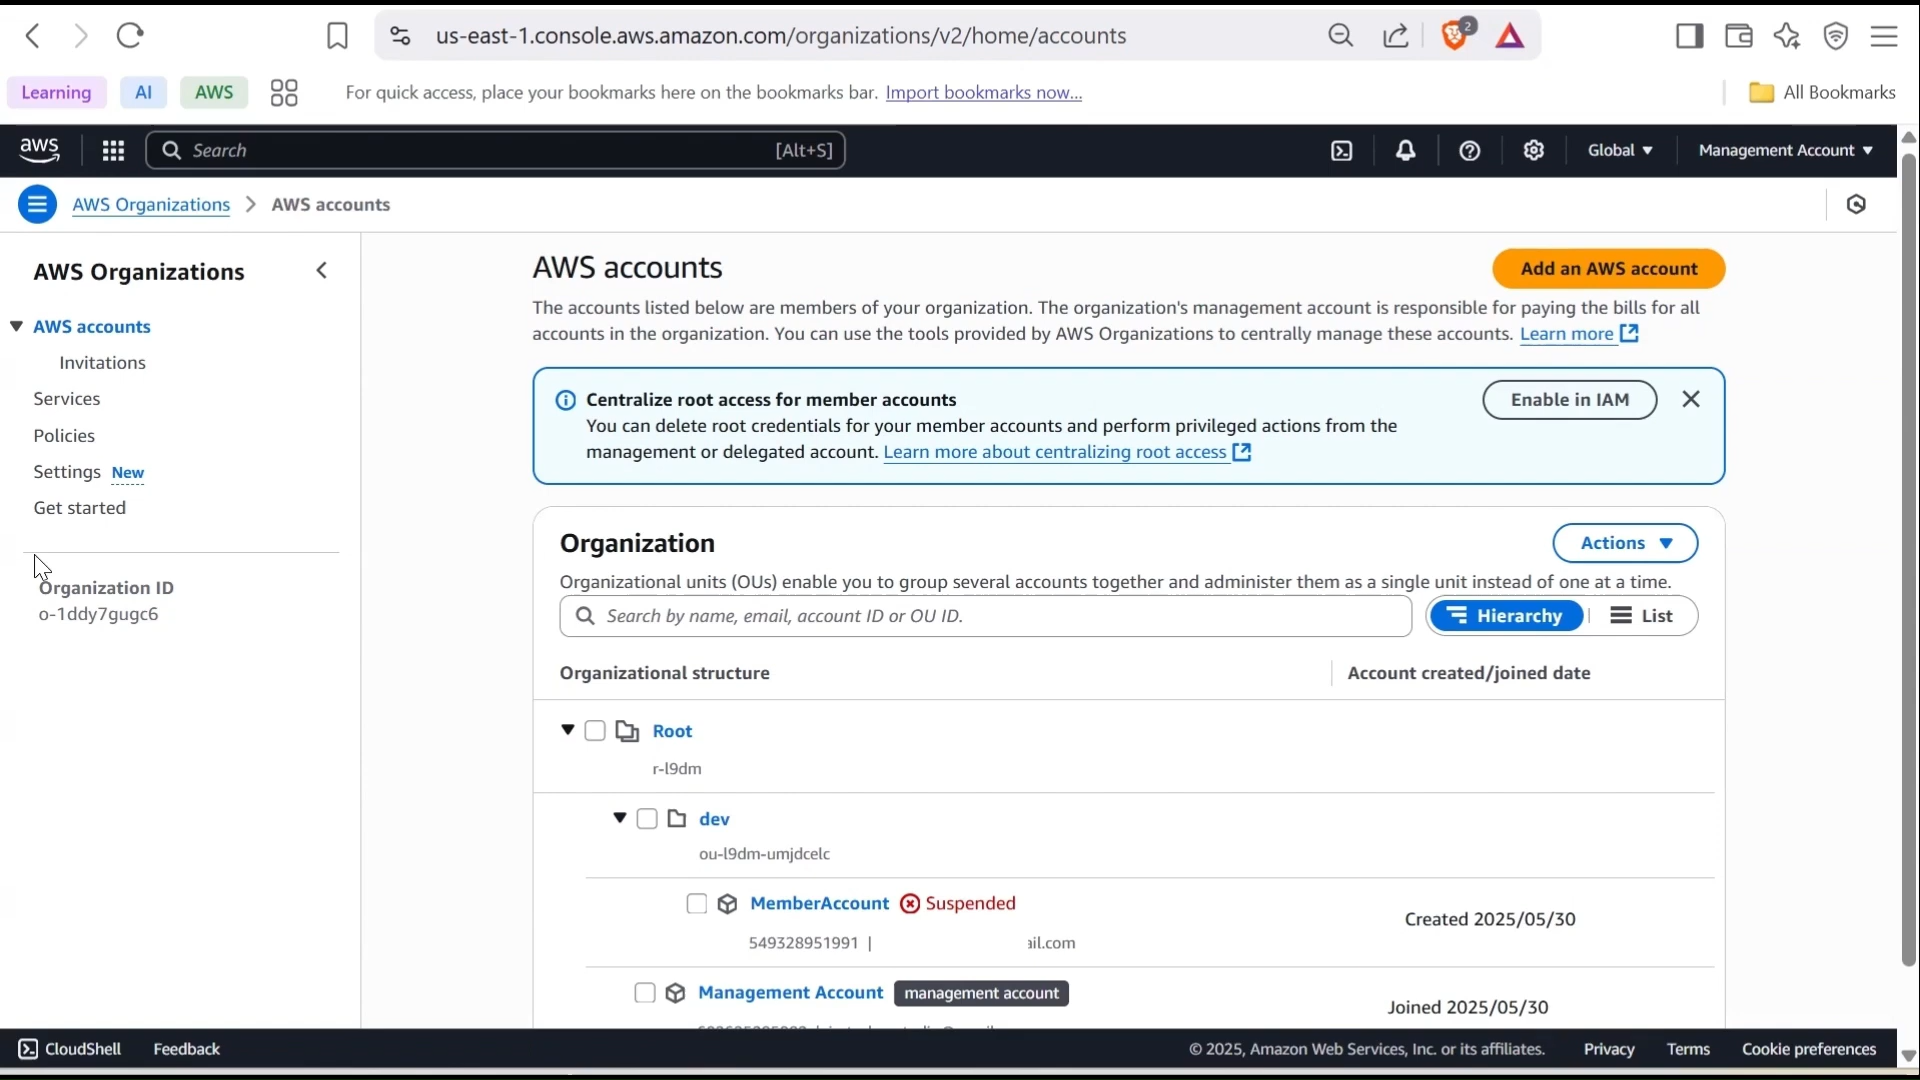 us-east-1.console.aws.amazon.com/organizations/v2/home/accounts
2
Learning
AI
AWS
For quick access, place your bookmarks here on the bookmarks bar. Import bookmarks now...
All Bookmarks
aws
Search
[Alt+S]
Global
Management Account
AWS Organizations
AWS accounts
AWS Organizations
AWS accounts
Invitations
Services
Policies
Settings New
Get started
Organization ID
o-1ddy7gugc6
AWS accounts
Add an AWS account
The accounts listed below are members of your organization. The organization's management account is responsible for paying the bills for all
accounts in the organization. You can use the tools provided by AWS Organizations to centrally manage these accounts. Learn more
Centralize root access for member accounts
Enable in IAM
You can delete root credentials for your member accounts and perform privileged actions from the
management or delegated account. Learn more about centralizing root access
Organization
Actions
Organizational units (OUs) enable you to group several accounts together and administer them as a single unit instead of one at a time.
Search by name, email, account ID or OU ID.
Hierarchy
List
Organizational structure
Account created/joined date
Root
r-l9dm
dev
ou-l9dm-umjdcelc
MemberAccount
Suspended
Created 2025/05/30
549328951991 |
ail.com
Management Account
management account
Joined 2025/05/30
CloudShell
Feedback
© 2025, Amazon Web Services, Inc. or its affiliates.
Privacy
Terms
Cookie preferences